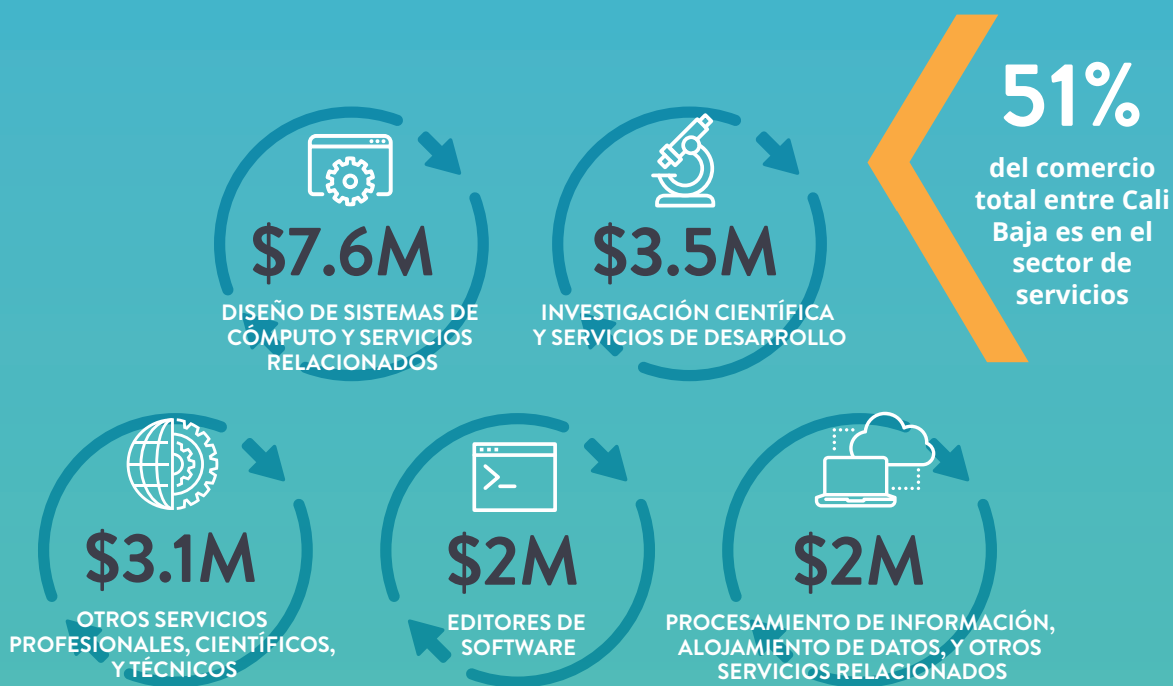 $7.6M
DISEÑO DE SISTEMAS DE
CÓMPUTO Y SERVICIOS
RELACIONADOS
$3.5M
INVESTIGACIÓN CIENTÍFICA
Y SERVICIOS DE DESARROLLO
51%
del comercio
total entre Cali
Baja es en el
sector de
servicios
$3.1M
OTROS SERVICIOS
PROFESIONALES, CIENTÍFICOS,
Y TÉCNICOS
$2M
EDITORES DE
SOFTWARE
$2M
PROCESAMIENTO DE INFORMACIÓN,
ALOJAMIENTO DE DATOS, Y OTROS
SERVICIOS RELACIONADOS